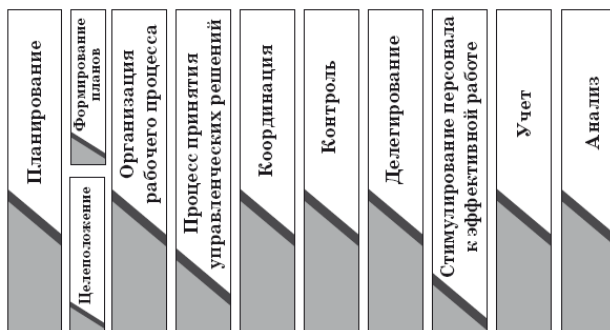 Планирование
Формирование
планов
Целеположение
Организация
рабочего процесса
Процесс принятия
управленческих решений
Координация
Контроль
Делегирование
Стимулирование персонала
к эффективной работе
Учет
Анализ